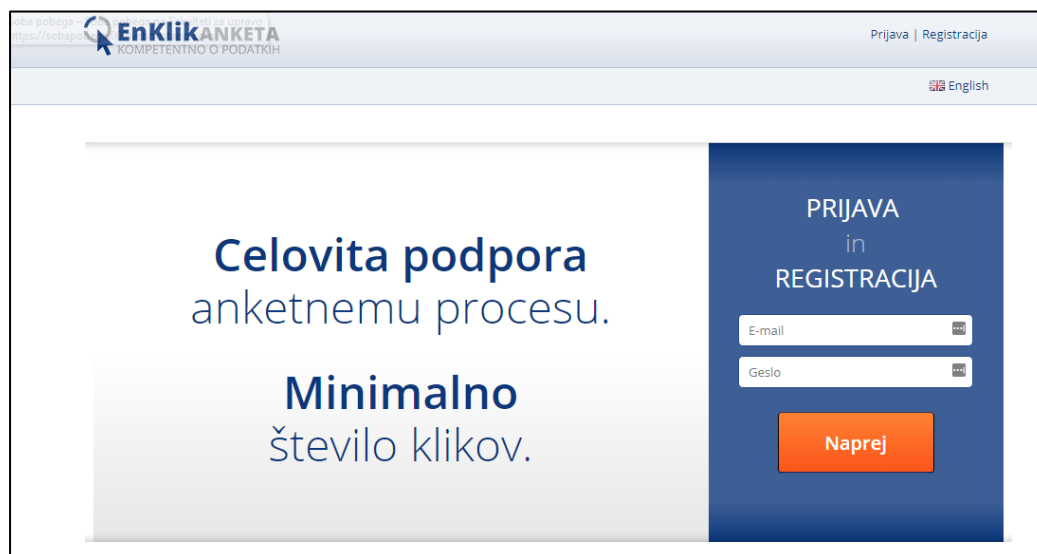 EnKlikANKETA
KOMPETENTNO O PODATKIH
Prijava | Registracija
English
Celovita podpora
anketnemu procesu.
Minimalno
število klikov.
PRIJAVA
in
REGISTRACIJA
E-mail
Geslo
Naprej